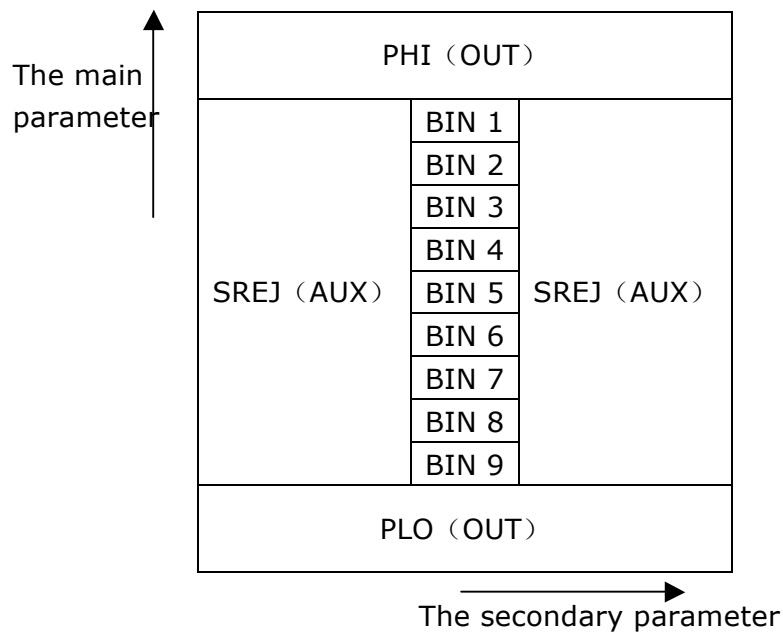 PHI（OUT）
The main
parameter
BIN 1
BIN 2
BIN 3
BIN 4
SREJ（AUX） BIN 5 SREJ（AUX）
BIN 6
BIN 7
BIN 8
BIN 9
PLO（OUT）
The secondary parameter